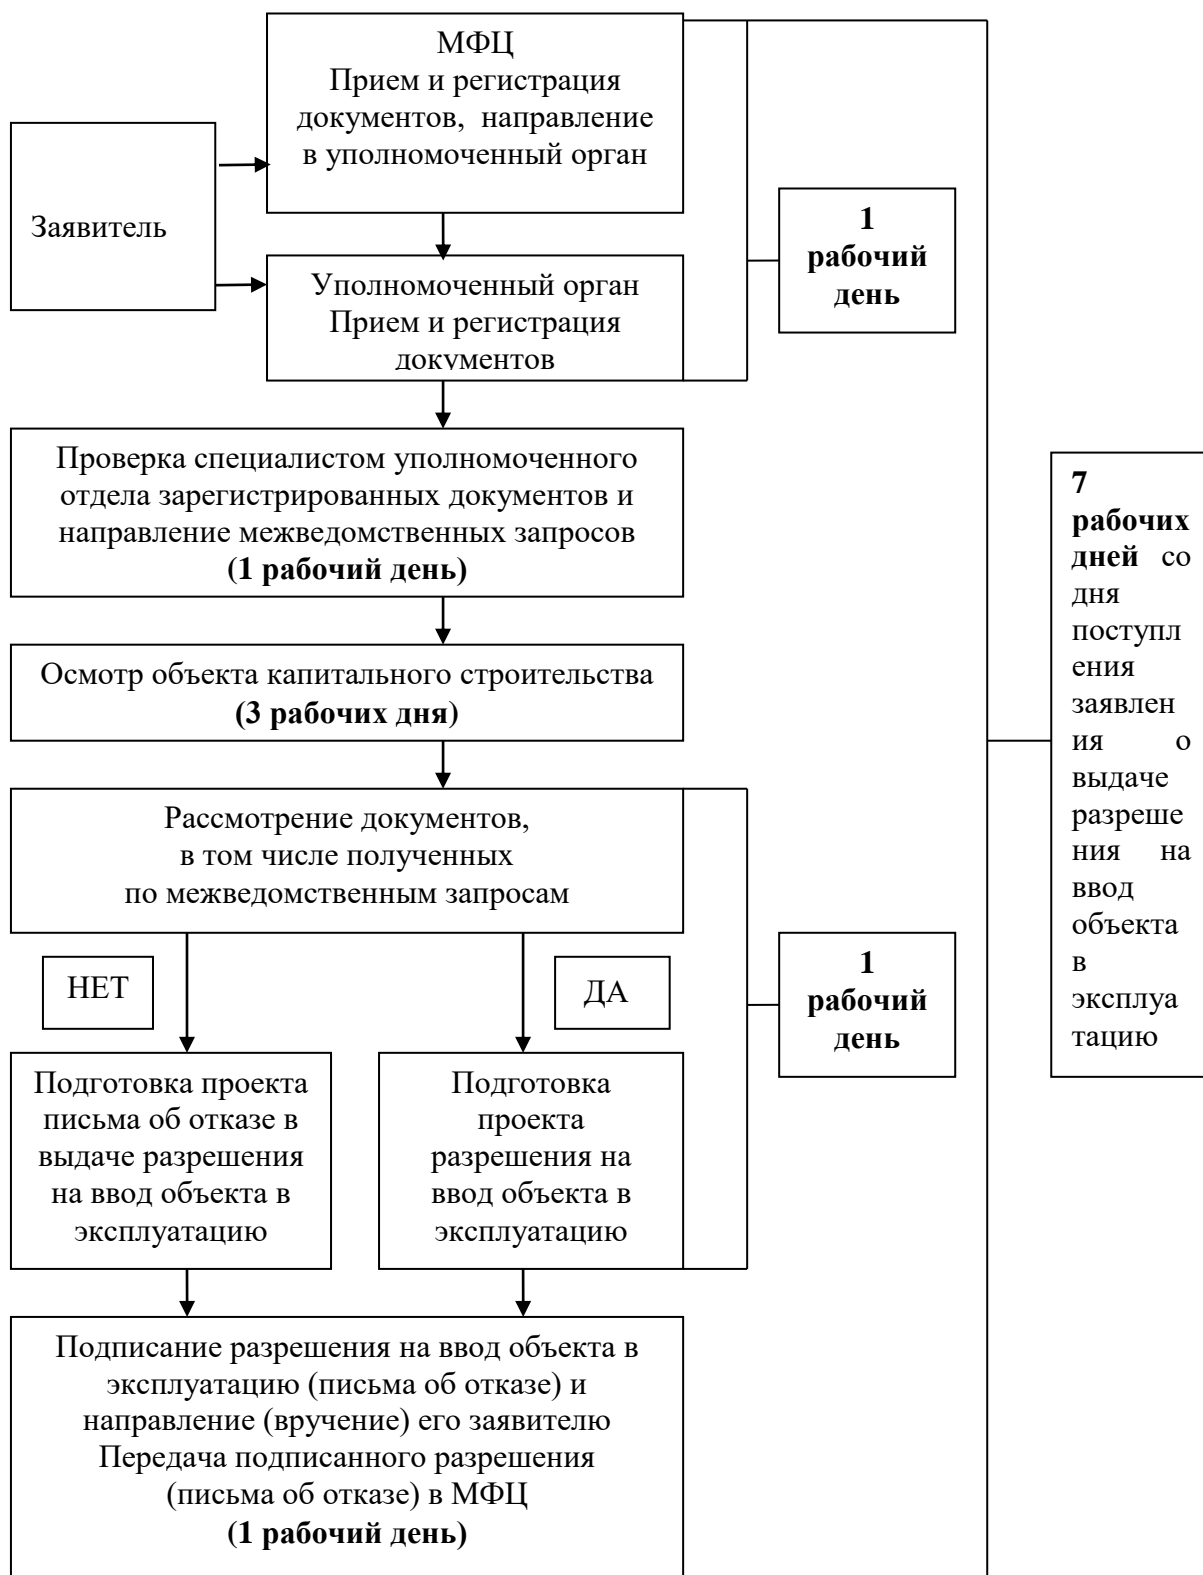 МФЦ
Прием и регистрация
документов, направление
в уполномоченный орган
Заявитель
1
рабочий
день
Уполномоченный орган
Прием и регистрация
документов
Проверка специалистом уполномоченного
отдела зарегистрированных документов и
направление межведомственных запросов
(1 рабочий день)
Осмотр объекта капитального строительства
(3 рабочих дня)
7
рабочих
дней со
дня
поступл
ения
заявлен
ия о
выдаче
разреше
ния на
ввод
объекта
в
эксплуа
тацию
Рассмотрение документов,
в том числе полученных
по межведомственным запросам
НЕТ
ДА
1
рабочий
день
Подготовка проекта
письма об отказе в
выдаче разрешения
на ввод объекта в
эксплуатацию
Подготовка
проекта
разрешения на
ввод объекта в
эксплуатацию
Подписание разрешения на ввод объекта в
эксплуатацию (письма об отказе) и
направление (вручение) его заявителю
Передача подписанного разрешения
(письма об отказе) в МФЦ
(1 рабочий день)